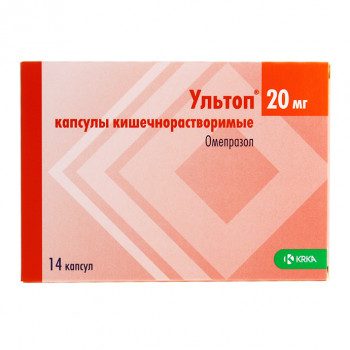 Ультоп® 20 мг
капсулы кишечнорастворимые
Омепразол
14 капсул
KRKA